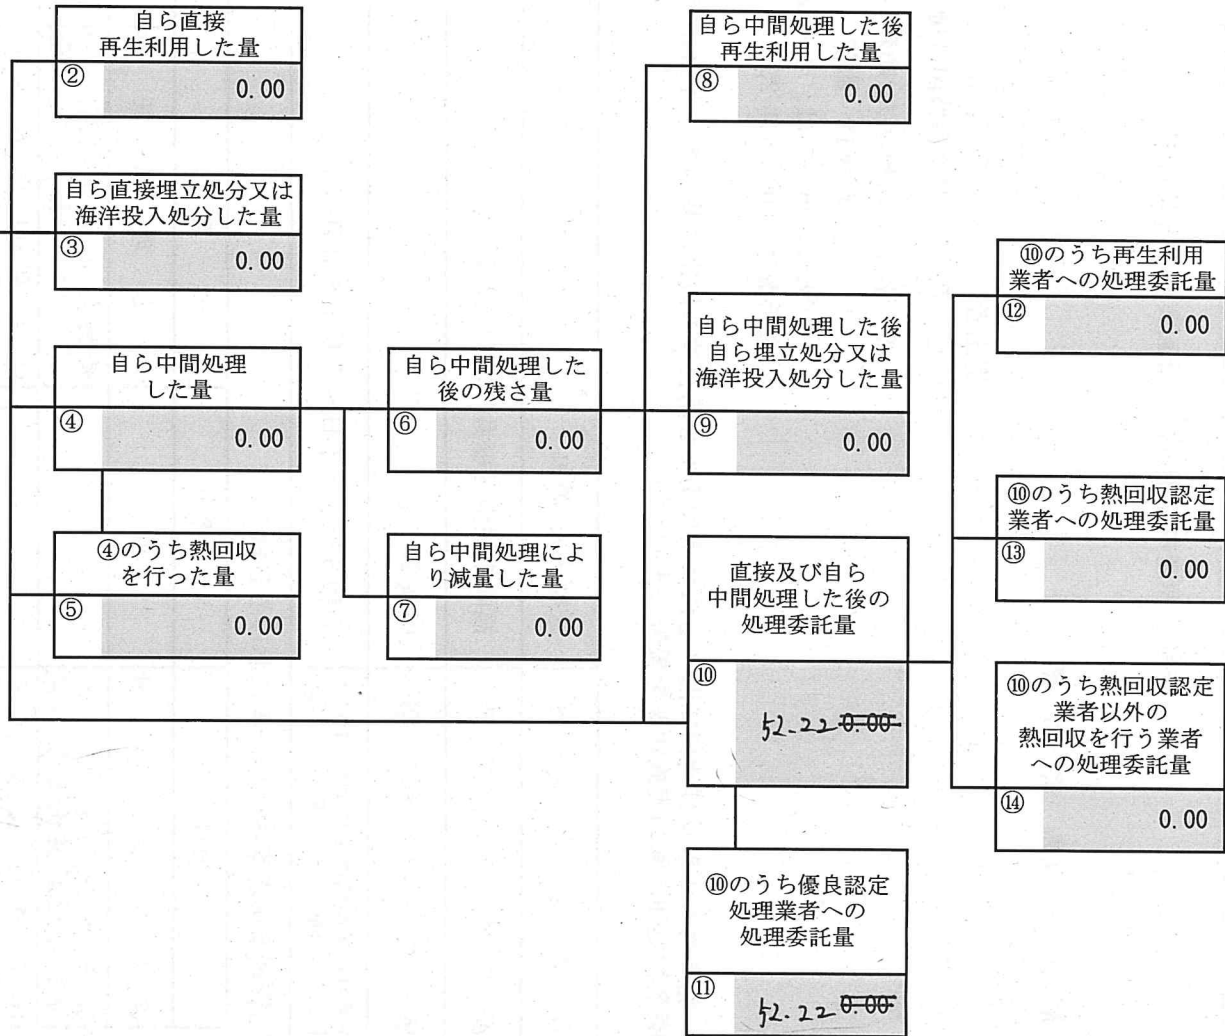 自ら直接
再生利用した量
② 0.00
自ら直接埋立処分又は
海洋投入処分した量
③ 0.00
自ら中間処理
した量
④ 0.00
④のうち熱回収
を行った量
⑤ 0.00
自ら中間処理した
後の残さ量
⑥ 0.00
自ら中間処理によ
り減量した量
⑦ 0.00
自ら中間処理した後
再生利用した量
⑧ 0.00
自ら中間処理した後
自ら埋立処分又は
海洋投入処分した量
⑨ 0.00
直接及び自ら
中間処理した後の
処理委託量
⑩ 52.22 0.00
⑩のうち優良認定
処理業者への
処理委託量
⑪ 52.22 0.00
⑩のうち再生利用
業者への処理委託量
⑫ 0.00
⑩のうち熱回収認定
業者への処理委託量
⑬ 0.00
⑩のうち熱回収認定
業者以外の
熱回収を行う業者
への処理委託量
⑭ 0.00